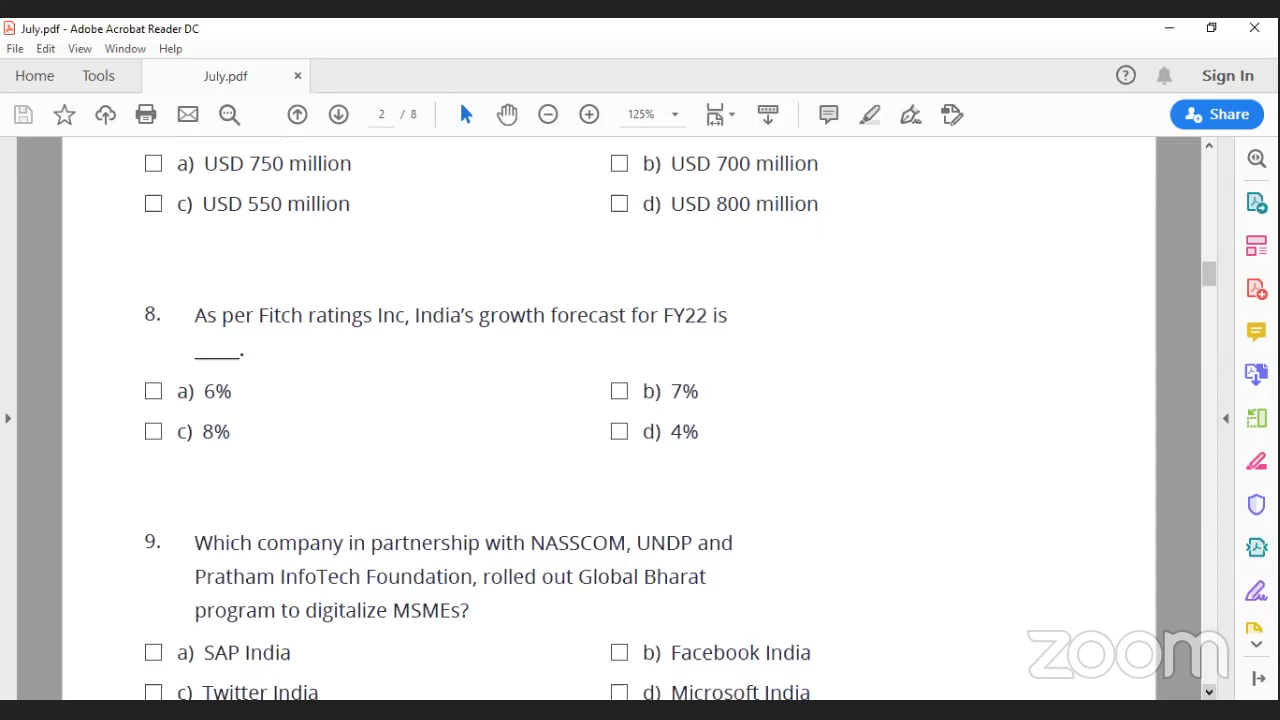 July.pdf - Adobe Acrobat Reader DC
File Edit View Window Help
Home Tools July.pdf × Sign In
2 / 8 125% Share
a) USD 750 million b) USD 700 million
c) USD 550 million d) USD 800 million
8. As per Fitch ratings Inc, India’s growth forecast for FY22 is
_____.
a) 6% b) 7%
c) 8% d) 4%
9. Which company in partnership with NASSCOM, UNDP and
Pratham InfoTech Foundation, rolled out Global Bharat
program to digitalize MSMEs?
a) SAP India b) Facebook India
c) Twitter India d) Microsoft India
zoom